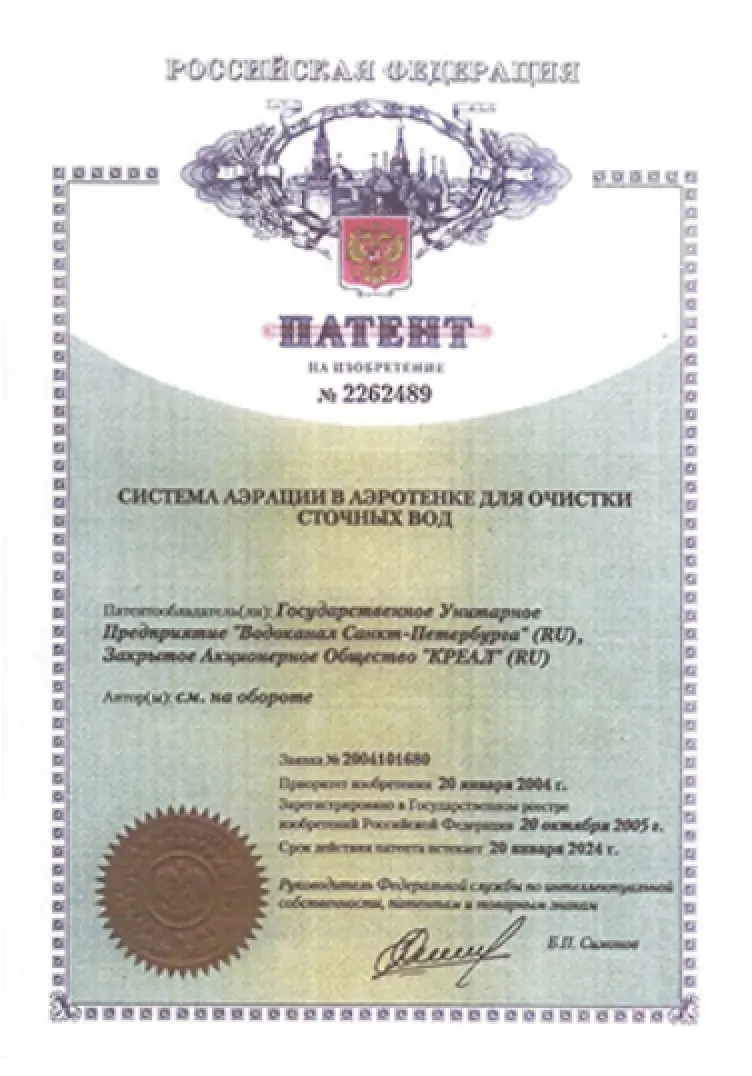 РОССИЙСКАЯ ФЕДЕРАЦИЯ
ПАТЕНТ
НА ИЗОБРЕТЕНИЕ
№ 2262489
СИСТЕМА АЭРАЦИИ В АЭРОТЕНКЕ ДЛЯ ОЧИСТКИ
СТОЧНЫХ ВОД
Патентообладатель(ли): Государственное Унитарное
Предприятие "Водоканал Санкт-Петербурга" (RU),
Закрытое Акционерное Общество "КРЕАЛ" (RU)
Автор(ы): см. на обороте
Заявка № 2004101680
Приоритет изобретения 20 января 2004 г.
Зарегистрировано в Государственном реестре
изобретений Российской Федерации 20 октября 2005 г.
Срок действия патента истекает 20 января 2024 г.
Руководитель Федеральной службы по интеллектуальной
собственности, патентам и товарным знакам
Б.П. Симонов